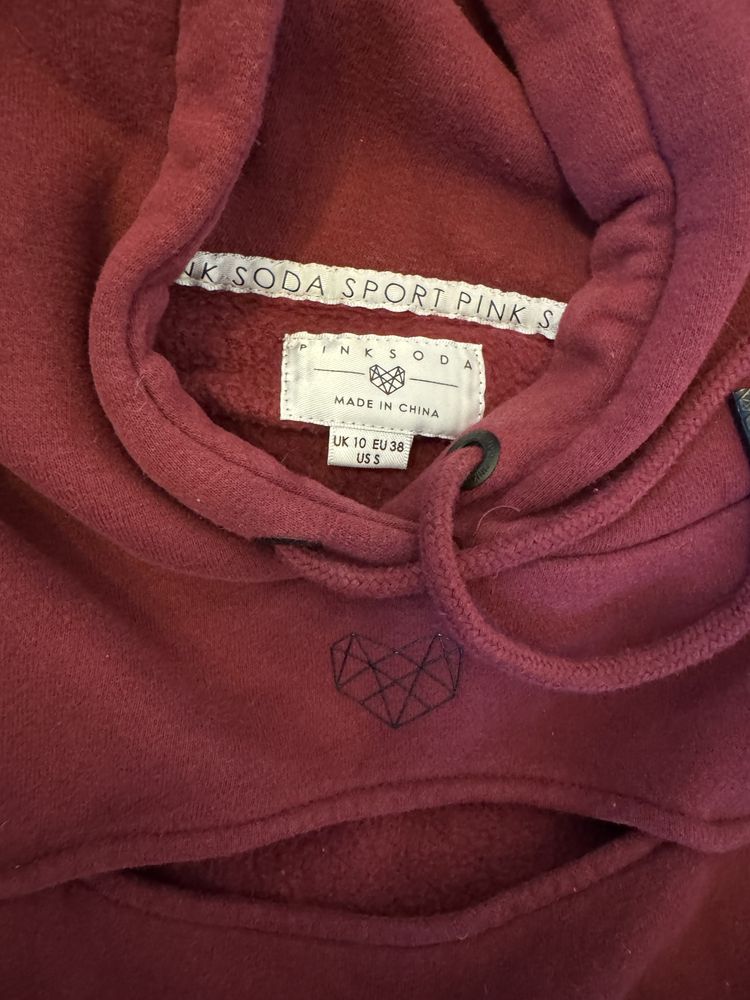 NK SODA SPORT PINK S
PINKSODA
MADE IN CHINA
UK 10 EU 38
US S